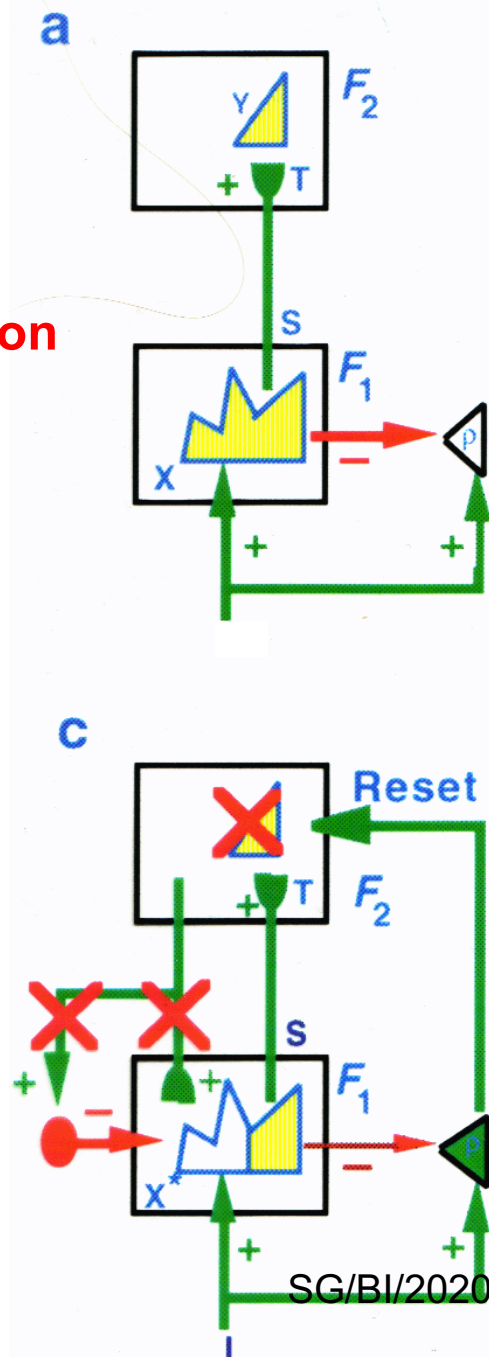 a
F2
Y
+
T
on
S
F1
X
−
ρ
+
+
c
Reset
+
T
F2
S
+
+
−
F1
X*
−
ρ
+
+
SG/BI/2020
I